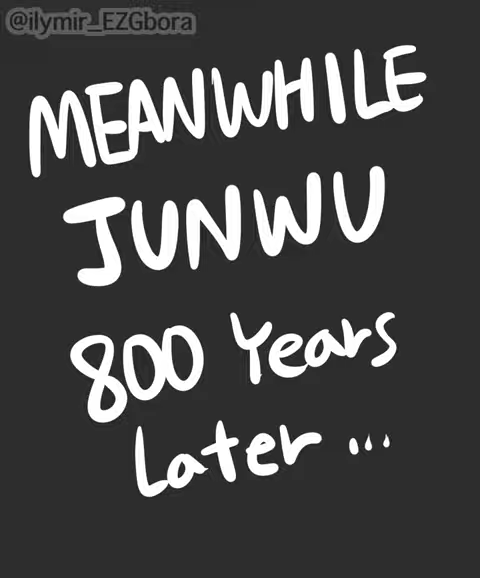 @ilymir_EZGbora
MEANWHILE
JUNWU
800 Years
Later...